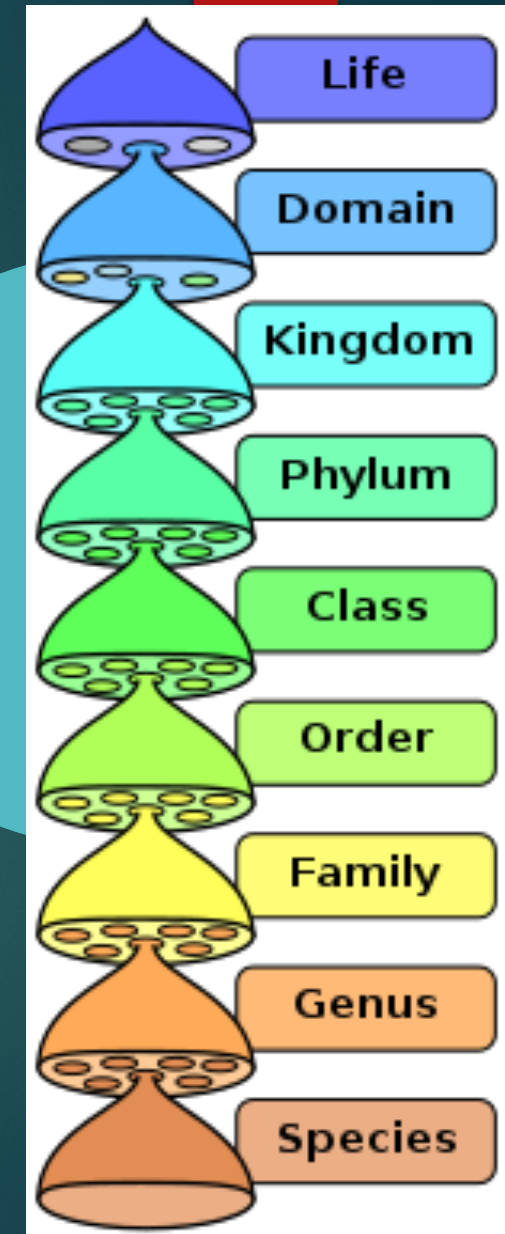 Life
Domain
Kingdom
Phylum
Class
Order
Family
Genus
Species